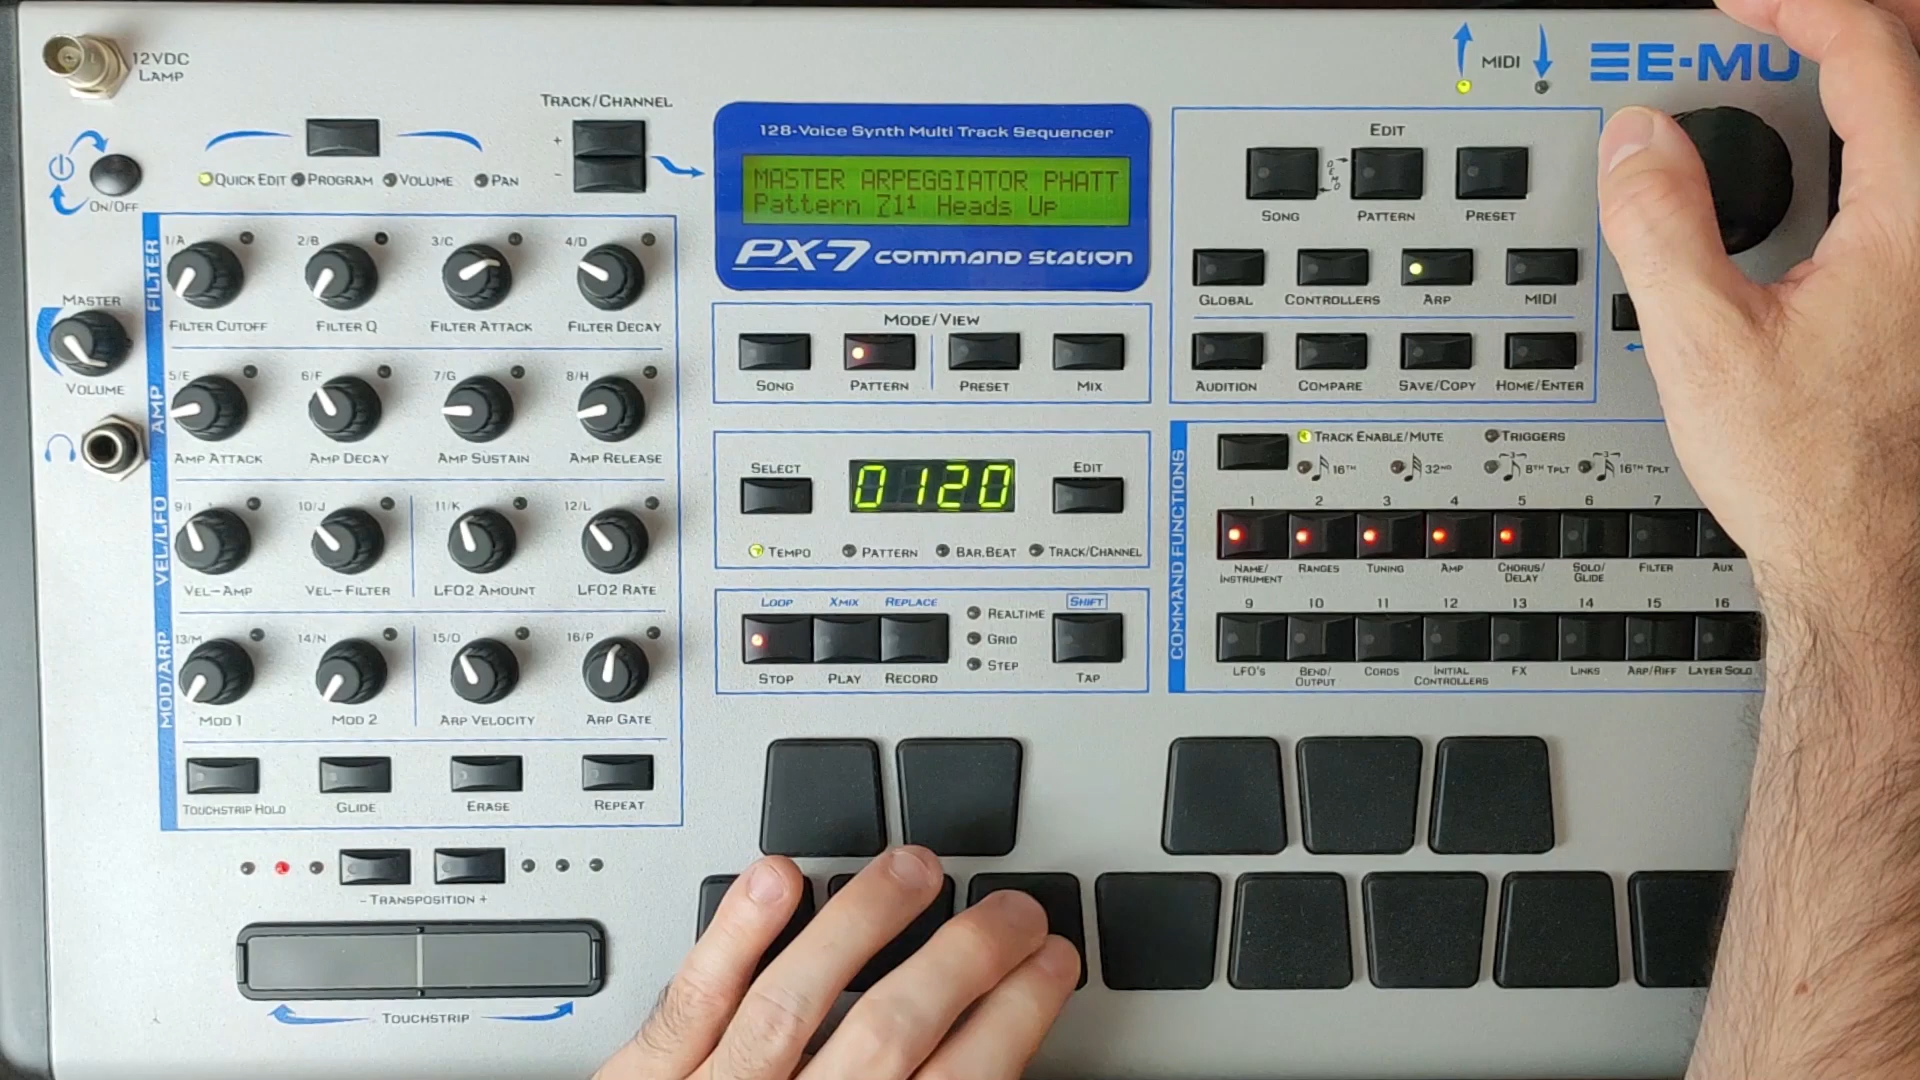 12VDC
LAMP
ON/OFF
QUICK EDIT PROGRAM VOLUME PAN
TRACK/CHANNEL
+
-
128-Voice Synth Multi Track Sequencer
MASTER ARPEGGIATOR PHATT
Pattern 71¹ Heads Up
PX-7 COMMAND STATION
MIDI
E-MU
EDIT
DEMO
SONG PATTERN PRESET
GLOBAL CONTROLLERS ARP MIDI
AUDITION COMPARE SAVE/COPY HOME/ENTER
MASTER
VOLUME
FILTER
1/A 2/B 3/C 4/D
FILTER CUTOFF FILTER Q FILTER ATTACK FILTER DECAY
AMP
5/E 6/F 7/G 8/H
AMP ATTACK AMP DECAY AMP SUSTAIN AMP RELEASE
VEL/LFO
9/I 10/J 11/K 12/L
VEL-AMP VEL-FILTER LFO2 AMOUNT LFO2 RATE
MOD/ARP
13/M 14/N 15/O 16/P
MOD 1 MOD 2 ARP VELOCITY ARP GATE
TOUCHSTRIP HOLD GLIDE ERASE REPEAT
- TRANSPOSITION +
TOUCHSTRIP
MODE/VIEW
SONG PATTERN PRESET MIX
SELECT 0120 EDIT
TEMPO PATTERN BAR.BEAT TRACK/CHANNEL
LOOP XMIX REPLACE
REALTIME
GRID
STEP
SHIFT
STOP PLAY RECORD TAP
COMMAND FUNCTIONS
TRACK ENABLE/MUTE TRIGGERS
16TH 32ND 3 8TH TPLT 3 16TH TPLT
1 2 3 4 5 6 7
NAME/INSTRUMENT RANGES TUNING AMP CHORUS/DELAY SOLO/GLIDE FILTER AUX
9 10 11 12 13 14 15 16
LFO'S BEND/OUTPUT CORDS INITIAL CONTROLLERS FX LINKS ARP/RIFF LAYER SOLO